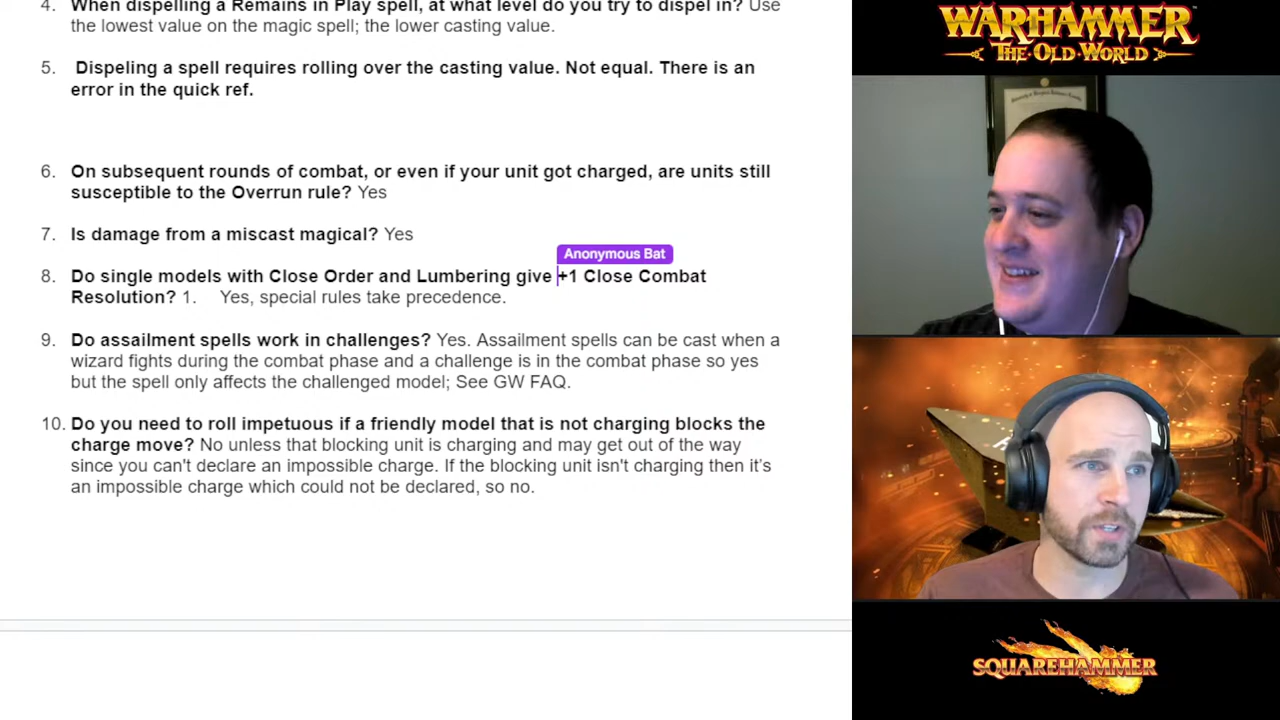 4. When dispelling a Remains in Play spell, at what level do you try to dispel in? Use
the lowest value on the magic spell; the lower casting value.
5. Dispeling a spell requires rolling over the casting value. Not equal. There is an
error in the quick ref.
6. On subsequent rounds of combat, or even if your unit got charged, are units still
susceptible to the Overrun rule? Yes
7. Is damage from a miscast magical? Yes
Anonymous Bat
8. Do single models with Close Order and Lumbering give +1 Close Combat
Resolution? 1. Yes, special rules take precedence.
9. Do assailment spells work in challenges? Yes. Assailment spells can be cast when a
wizard fights during the combat phase and a challenge is in the combat phase so yes
but the spell only affects the challenged model; See GW FAQ.
10. Do you need to roll impetuous if a friendly model that is not charging blocks the
charge move? No unless that blocking unit is charging and may get out of the way
since you can't declare an impossible charge. If the blocking unit isn't charging then it's
an impossible charge which could not be declared, so no.
WARHAMMER
THE·OLD·WORLD
SQUAREHAMMER